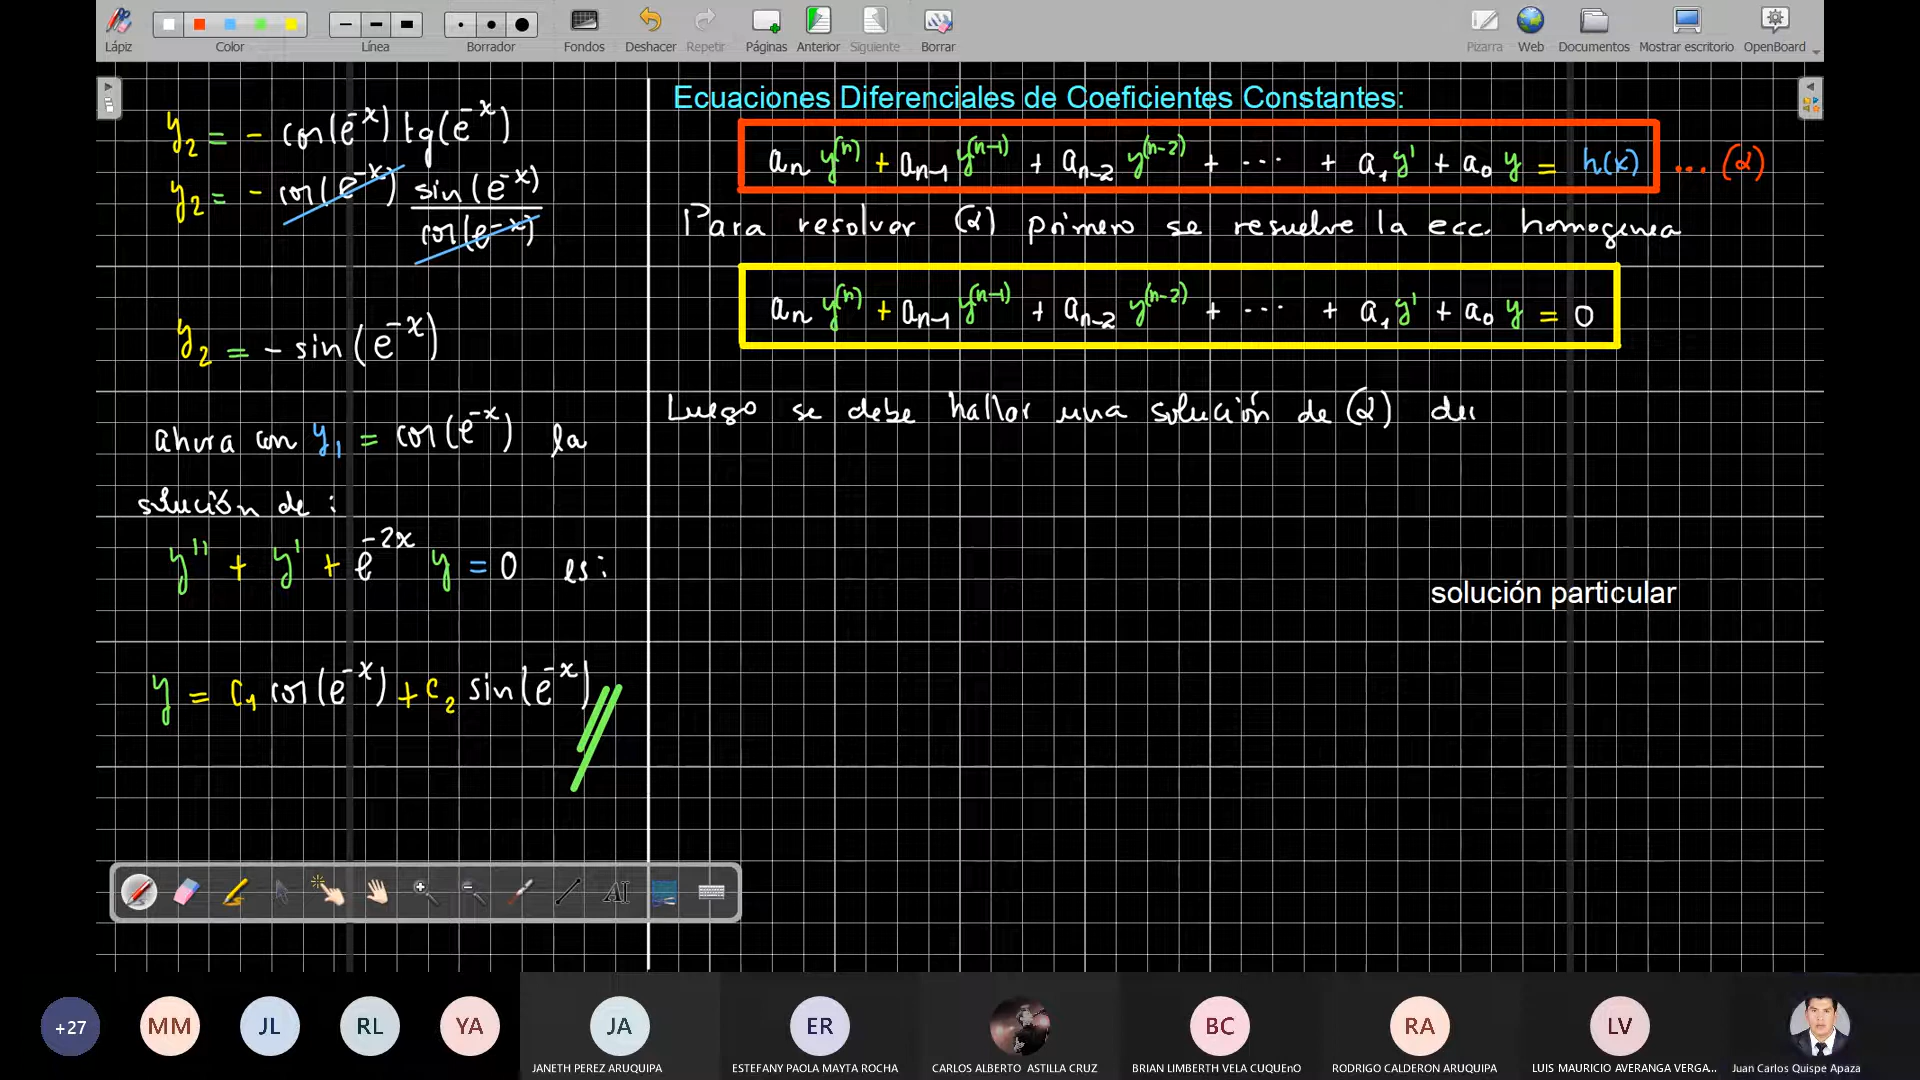 Lápiz Color Línea Borrador Fondos Deshacer Repetir Páginas Anterior Siguiente Borrar Pizarra Web Documentos Mostrar escritorio OpenBoard
y₂ = - cos(e^-x) tg(e^-x)
y₂ = - cos(e^-x) sin(e^-x) / cos(e^-x)
y₂ = - sin(e^-x)
ahora con y₁ = cos(e^-x) la
solución de :
y'' + y' + e^-2x y = 0 es:
y = c₁ cos(e^-x) + c₂ sin(e^-x)
Ecuaciones Diferenciales de Coeficientes Constantes:
aₙ y^(n) + aₙ₋₁ y^(n-1) + aₙ₋₂ y^(n-2) + ... + a₁ y' + a₀ y = h(x) ... (α)
Para resolver (α) primero se resuelve la ecc. homogenea
aₙ y^(n) + aₙ₋₁ y^(n-1) + aₙ₋₂ y^(n-2) + ... + a₁ y' + a₀ y = 0
Luego se debe hallar una solución de (α) de
solución particular
AI
+27 MM JL RL YA JA ER BC RA LV
JANETH PEREZ ARUQUIPA ESTEFANY PAOLA MAYTA ROCHA CARLOS ALBERTO ASTILLA CRUZ BRIAN LIMBERTH VELA CUQUEnO RODRIGO CALDERON ARUQUIPA LUIS MAURICIO AVERANGA VERGA... Juan Carlos Quispe Apaza